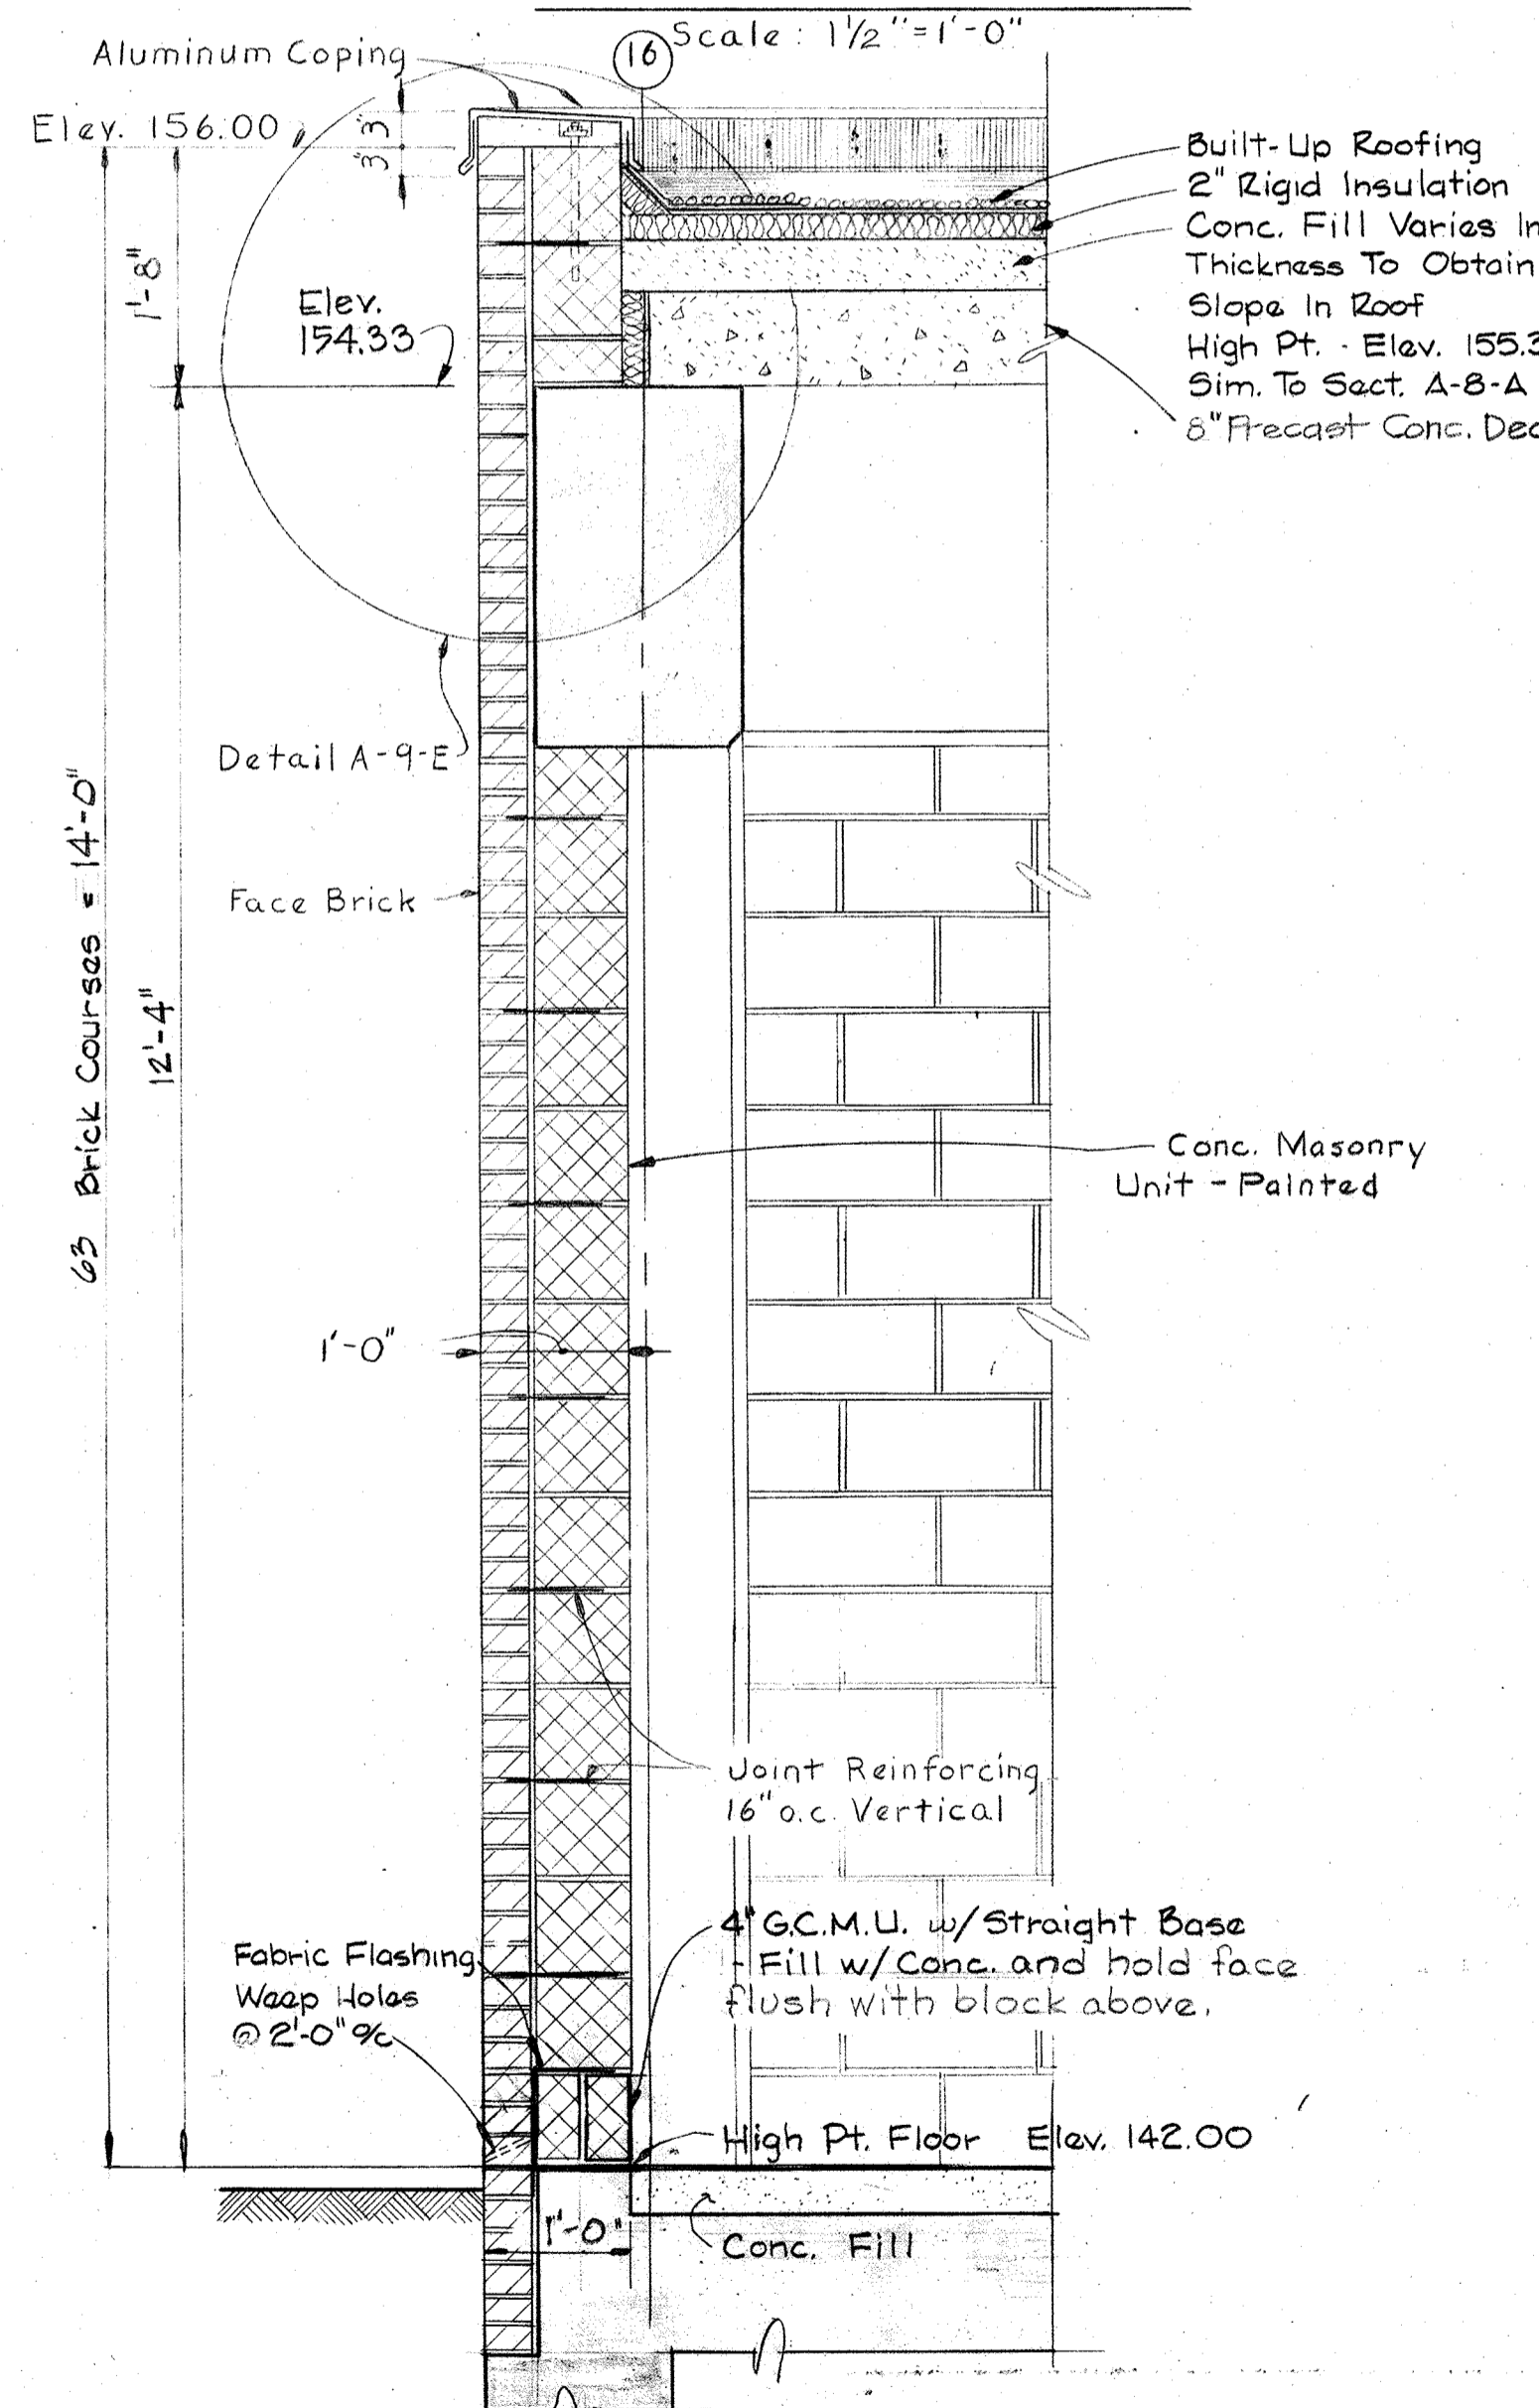 Scale: 1 1/2" = 1'-0"
16
Aluminum Coping
Elev. 156.00
3"
3"
1'-8"
Elev.
154.33
Built-Up Roofing
2" Rigid Insulation
Conc. Fill Varies In
Thickness To Obtain
Slope In Roof
High Pt. - Elev. 155.3
Sim. To Sect. A-8-A
8" Precast Conc. Dec
Detail A-9-E
Face Brick
63 Brick Courses = 14'-0"
12'-4"
Conc. Masonry
Unit - Painted
1'-0"
Joint Reinforcing
16" o.c. Vertical
4" G.C.M.U. w/ Straight Base
- Fill w/ Conc. and hold face
flush with block above.
Fabric Flashing
Weep Holes
@ 2'-0" o/c
High Pt. Floor Elev. 142.00
1'-0"
Conc. Fill